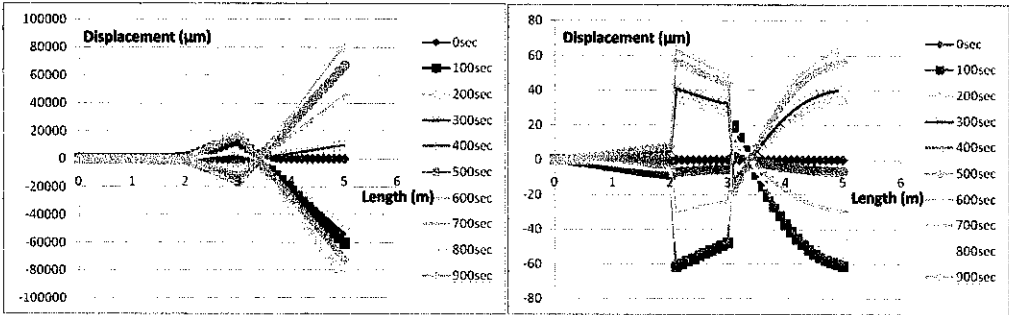 100000
Displacement (μm)
80000
60000
40000
20000
0
-20000
-40000
-60000
-80000
-100000
0 1 2 3 4 5 6
Length (m)
0sec
100sec
200sec
300sec
400sec
500sec
600sec
700sec
800sec
900sec
80
Displacement (μm)
60
40
20
0
-20
-40
-60
-80
0 1 2 3 4 5 6
Length (m)
0sec
100sec
200sec
300sec
400sec
500sec
600sec
700sec
800sec
900sec